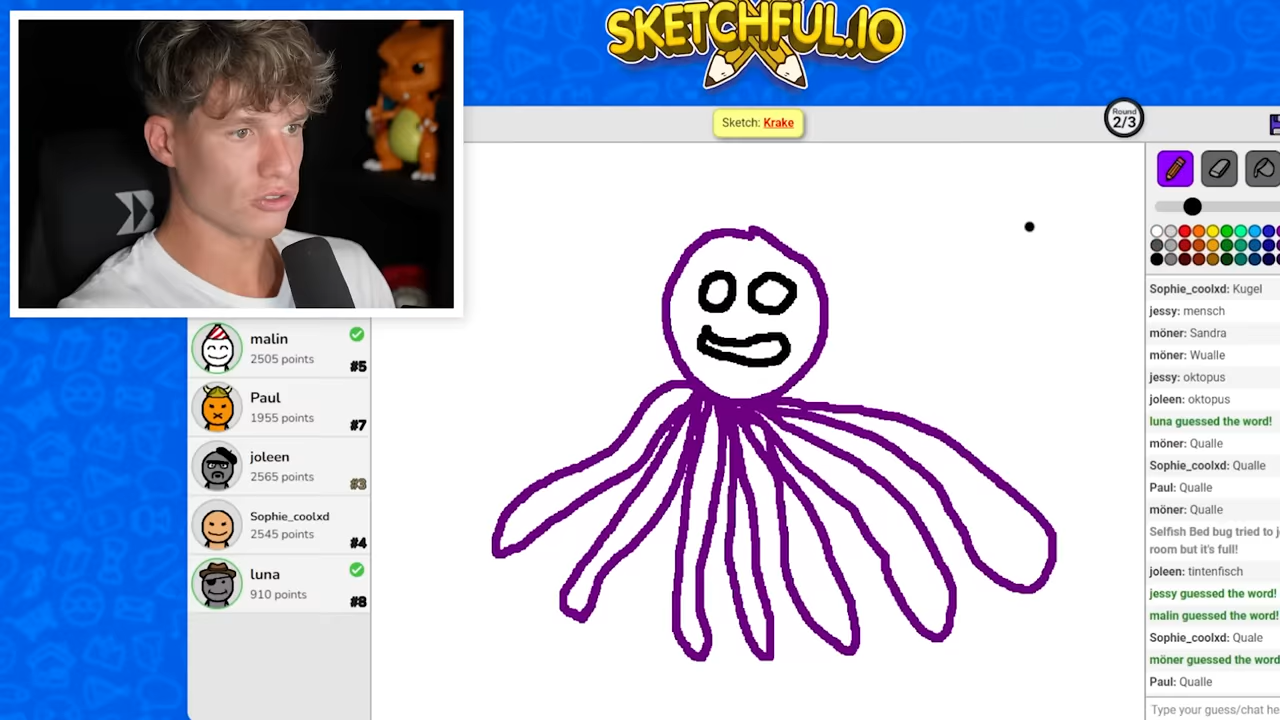 SKETCHFUL.IO
Sketch: Krake
Round
2/3
malin
2505 points
#5
Paul
1955 points
#7
joleen
2565 points
#3
Sophie_coolxd
2545 points
#4
luna
910 points
#8
Sophie_coolxd: Kugel
jessy: mensch
möner: Sandra
möner: Wualle
jessy: oktopus
joleen: oktopus
luna guessed the word!
möner: Qualle
Sophie_coolxd: Qualle
Paul: Qualle
möner: Qualle
Selfish Bed bug tried to j
room but it's full!
joleen: tintenfisch
jessy guessed the word!
malin guessed the word!
Sophie_coolxd: Quale
möner guessed the word
Paul: Qualle
Type your guess/chat he